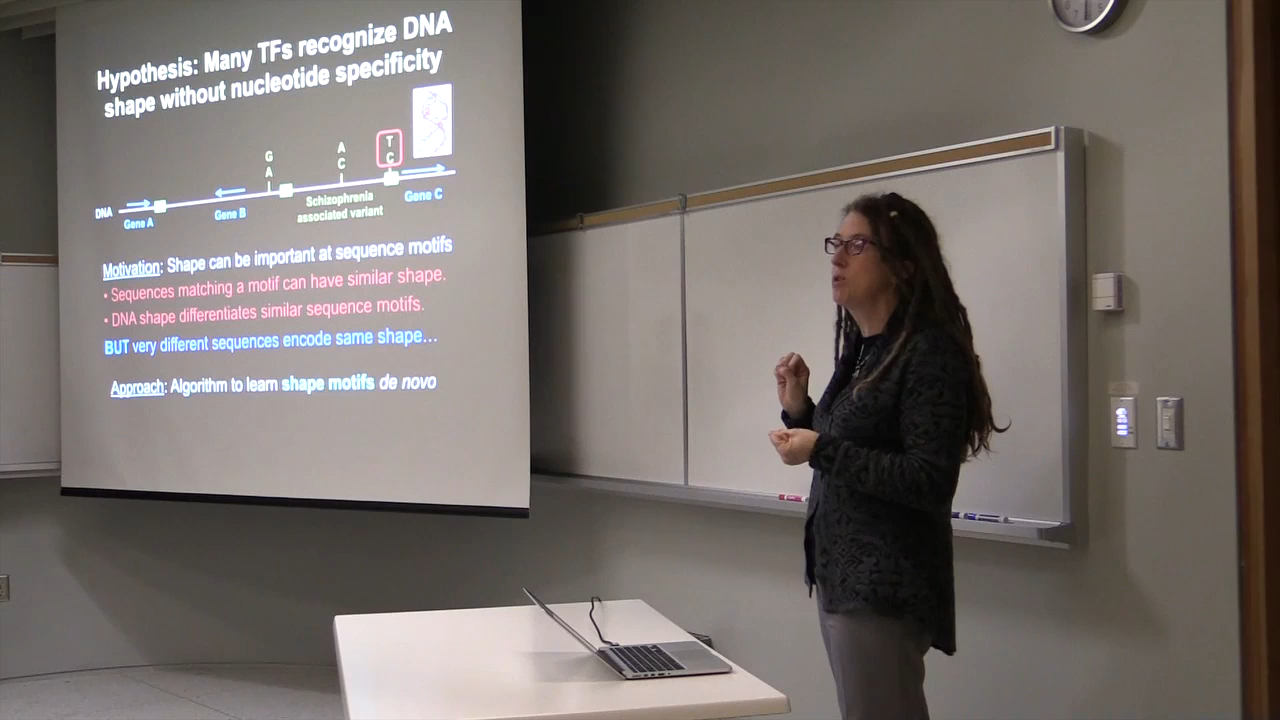 Hypothesis: Many TFs recognize DNA
shape without nucleotide specificity
G
A
A
C
T
C
DNA
Gene A
Gene B
Schizophrenia
associated variant
Gene C
Motivation: Shape can be important at sequence motifs
• Sequences matching a motif can have similar shape.
• DNA shape differentiates similar sequence motifs.
BUT very different sequences encode same shape…
Approach: Algorithm to learn shape motifs de novo